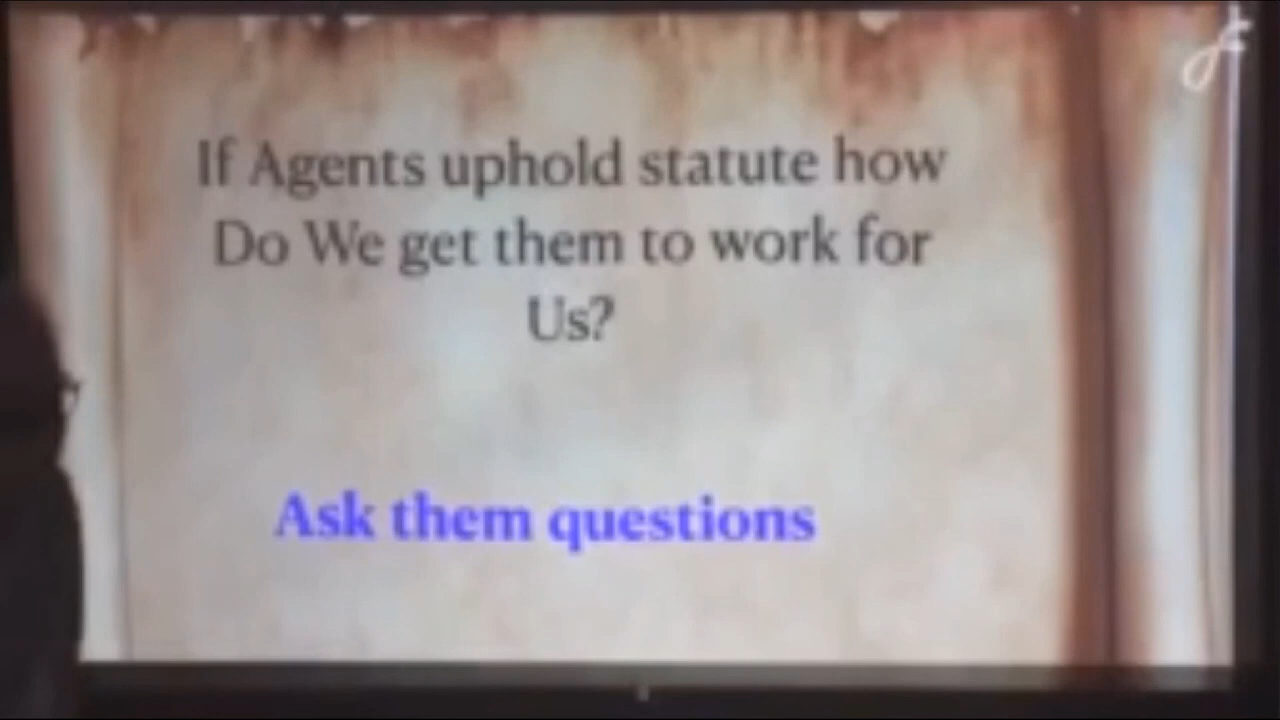 If Agents uphold statute how
Do We get them to work for
Us?
Ask them questions